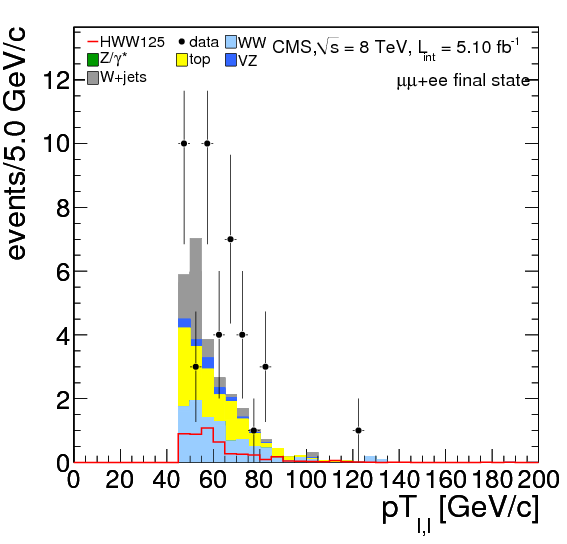 HWW125 data WW CMS,√s = 8 TeV, L_int = 5.10 fb⁻¹
Z/γ* top VZ
W+jets μμ+ee final state
events/5.0 GeV/c
12
10
8
6
4
2
0
0 20 40 60 80 100 120 140 160 180 200
pT_l,l [GeV/c]